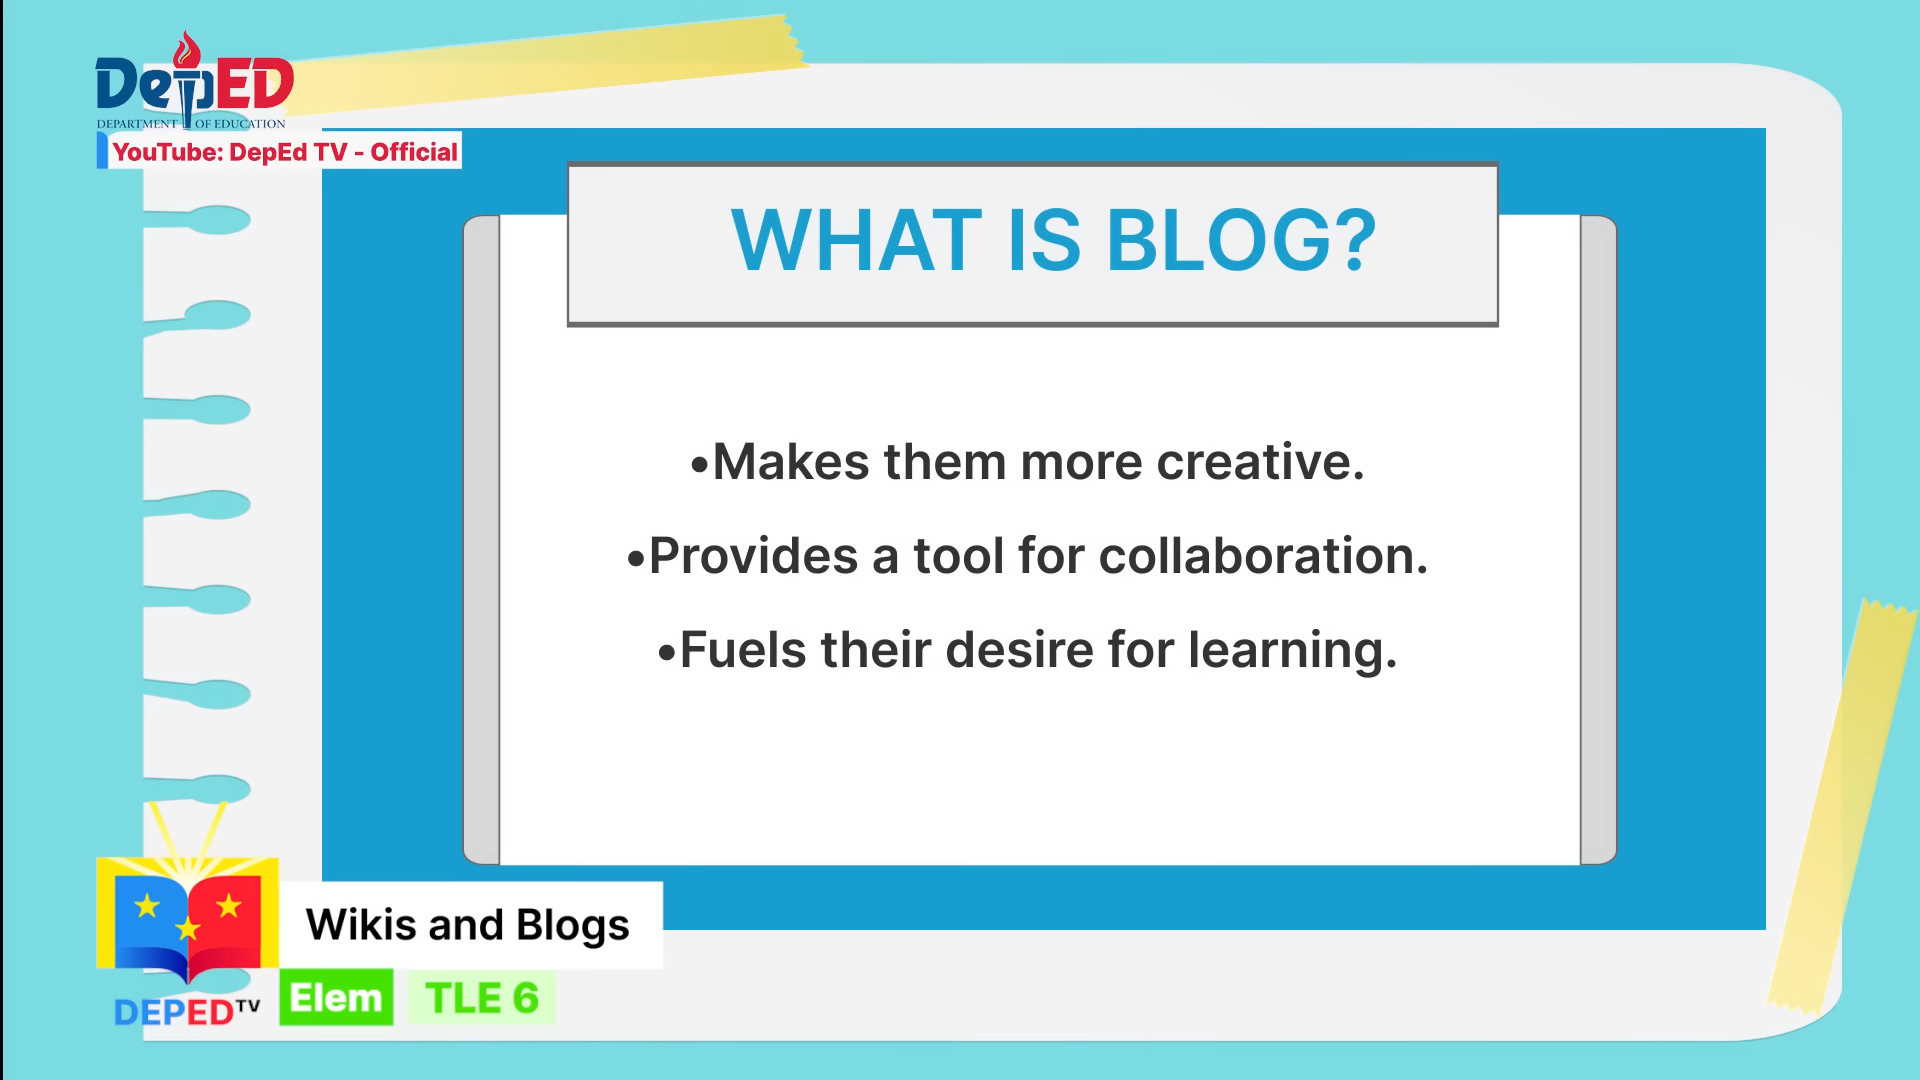 DepED
DEPARTMENT OF EDUCATION
YouTube: DepEd TV - Official
WHAT IS BLOG?
•Makes them more creative.
•Provides a tool for collaboration.
•Fuels their desire for learning.
Wikis and Blogs
Elem TLE 6
DEPED TV